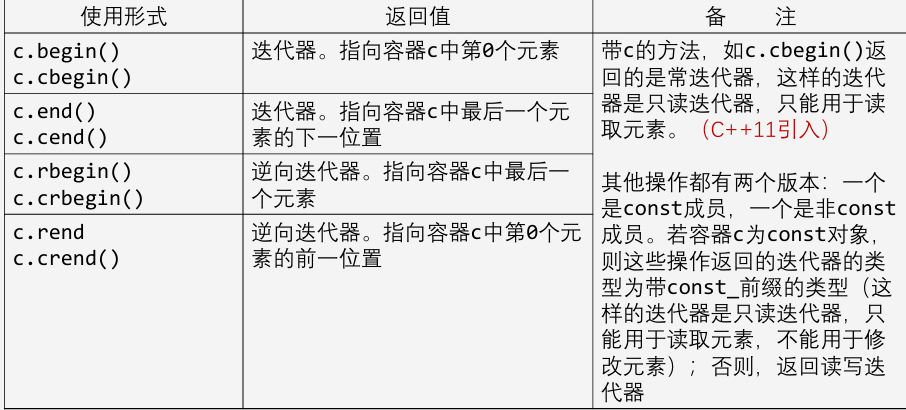 使用形式
返回值
备 注
c.begin()
c.cbegin()
迭代器。指向容器c中第0个元素
c.end()
c.cend()
迭代器。指向容器c中最后一个元
素的下一位置
c.rbegin()
c.crbegin()
逆向迭代器。指向容器c中最后一
个元素
c.rend
c.crend()
逆向迭代器。指向容器c中第0个元
素的前一位置
带c的方法，如c.cbegin()返
回的是常迭代器，这样的迭代
器是只读迭代器，只能用于读
取元素。（C++11引入）
其他操作都有两个版本：一个
是const成员，一个是非const
成员。若容器c为const对象，
则这些操作返回的迭代器的类
型为带const_前缀的类型（这
样的迭代器是只读迭代器，只
能用于读取元素，不能用于修
改元素）；否则，返回读写迭
代器